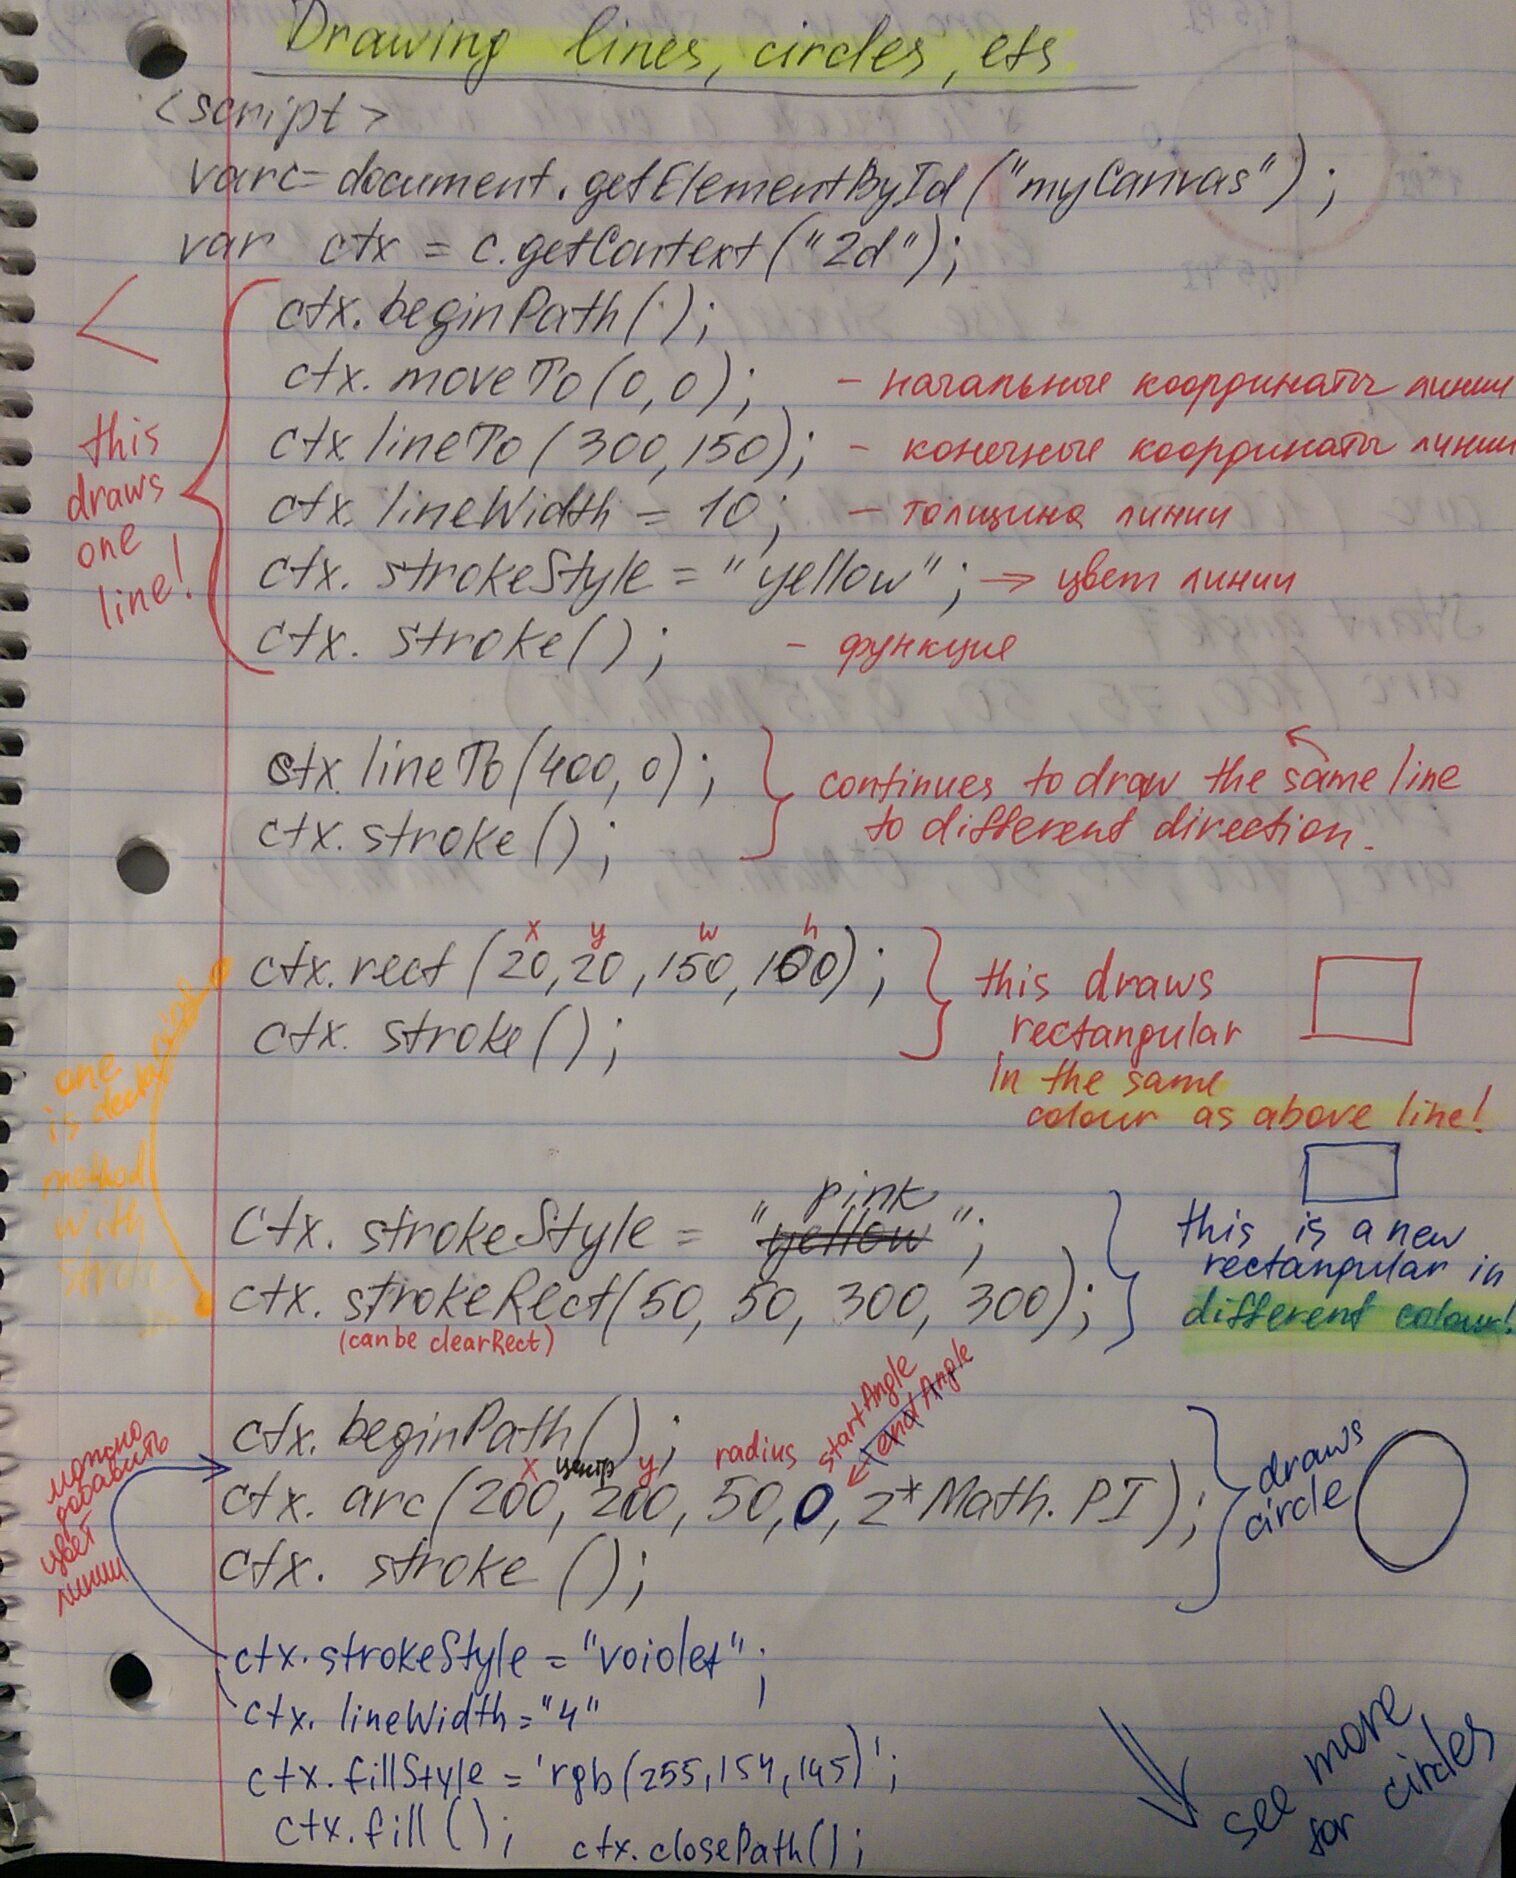 Drawing lines, circles, ets
<script>
var c = document.getElementById("myCanvas");
var ctx = c.getContext("2d");
ctx.beginPath();
ctx.moveTo(0,0); - начальные координаты линии
ctx.lineTo(300,150); - конечные координаты линии
ctx.lineWidth = 10; - толщина линии
ctx.strokeStyle = "yellow"; → цвет линии
ctx.stroke(); - функция
this
draws
one
line!
ctx.lineTo(400,0);
ctx.stroke();
continues to draw the same line
to different direction.
x y w h
ctx.rect(20,20,150,100);
ctx.stroke();
this draws
rectangular
in the same
colour as above line!
one
is
method
with
pink
ctx.strokeStyle = "yellow";
ctx.strokeRect(50, 50, 300, 300);
(can be clearRect)
this is a new
rectangular in
different colour!
ctx.beginPath();
x центр y radius startAngle endAngle
ctx.arc(200, 200, 50, 0, 2*Math.PI);
ctx.stroke();
draws
circle
можно
добавить
цвет
линии
ctx.strokeStyle = "voiolet";
ctx.lineWidth = "4"
ctx.fillStyle = 'rgb(255,154,145)';
ctx.fill(); ctx.closePath();
see more
for circles